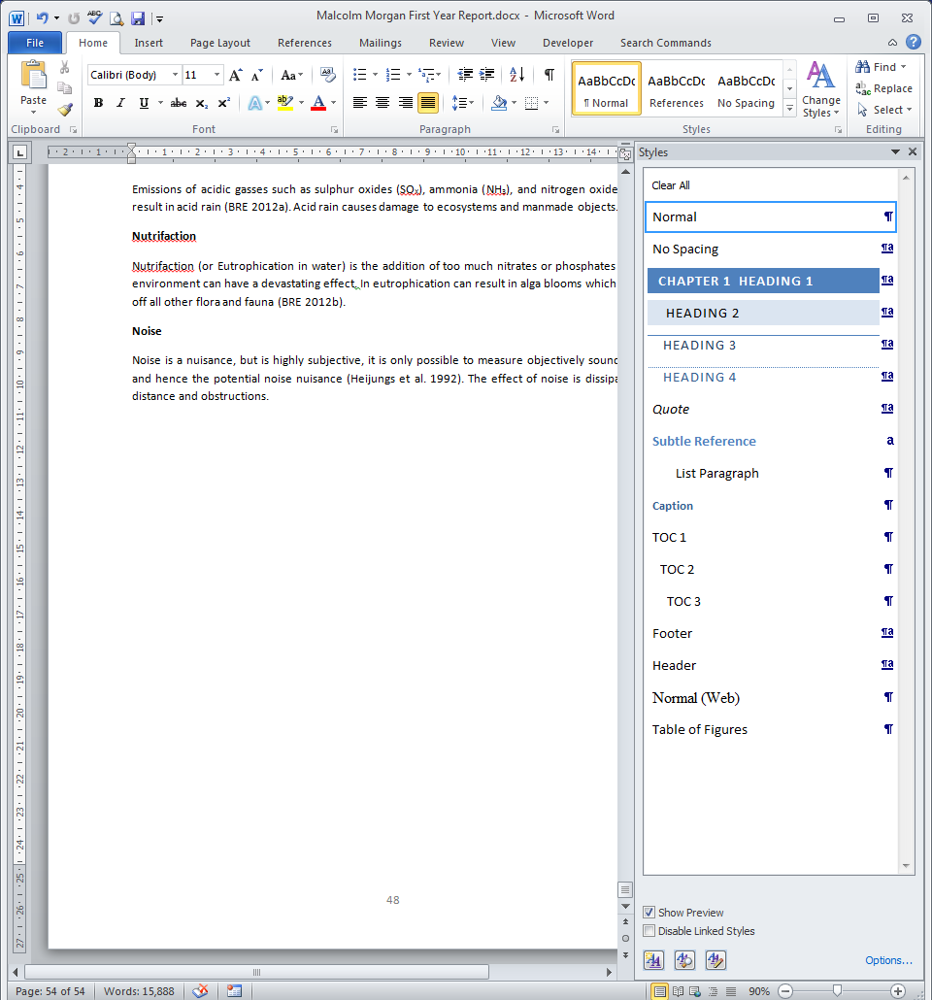 Malcolm Morgan First Year Report.docx - Microsoft Word
File Home Insert Page Layout References Mailings Review View Developer Search Commands
Calibri (Body) 11
Paste
AaBbCcDc AaBbCcDc AaBbCcDc
¶ Normal References No Spacing
Change
Styles
Find
Replace
Select
Clipboard Font Paragraph Styles Editing
Emissions of acidic gasses such as sulphur oxides (SO₂), ammonia (NH₃), and nitrogen oxide
result in acid rain (BRE 2012a). Acid rain causes damage to ecosystems and manmade objects.
Nutrifaction
Nutrifaction (or Eutrophication in water) is the addition of too much nitrates or phosphates
environment can have a devastating effect, In eutrophication can result in alga blooms which
off all other flora and fauna (BRE 2012b).
Noise
Noise is a nuisance, but is highly subjective, it is only possible to measure objectively sound
and hence the potential noise nuisance (Heijungs et al. 1992). The effect of noise is dissipa
distance and obstructions.
48
Styles
Clear All
Normal
No Spacing
CHAPTER 1 HEADING 1
HEADING 2
HEADING 3
HEADING 4
Quote
Subtle Reference
List Paragraph
Caption
TOC 1
TOC 2
TOC 3
Footer
Header
Normal (Web)
Table of Figures
Show Preview
Disable Linked Styles
Options...
Page: 54 of 54 Words: 15,888 90%